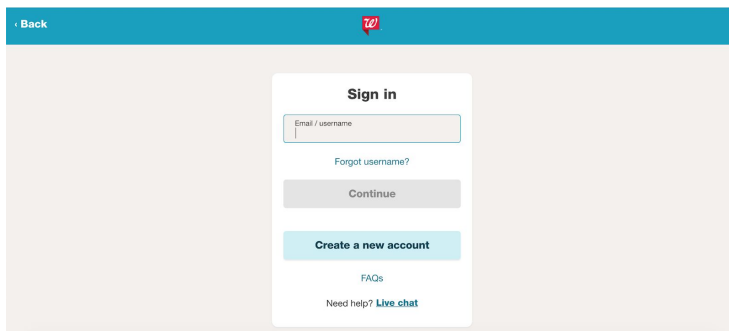 ‹ Back
W
Sign in
Email / username
Forgot username?
Continue
Create a new account
FAQs
Need help? Live chat